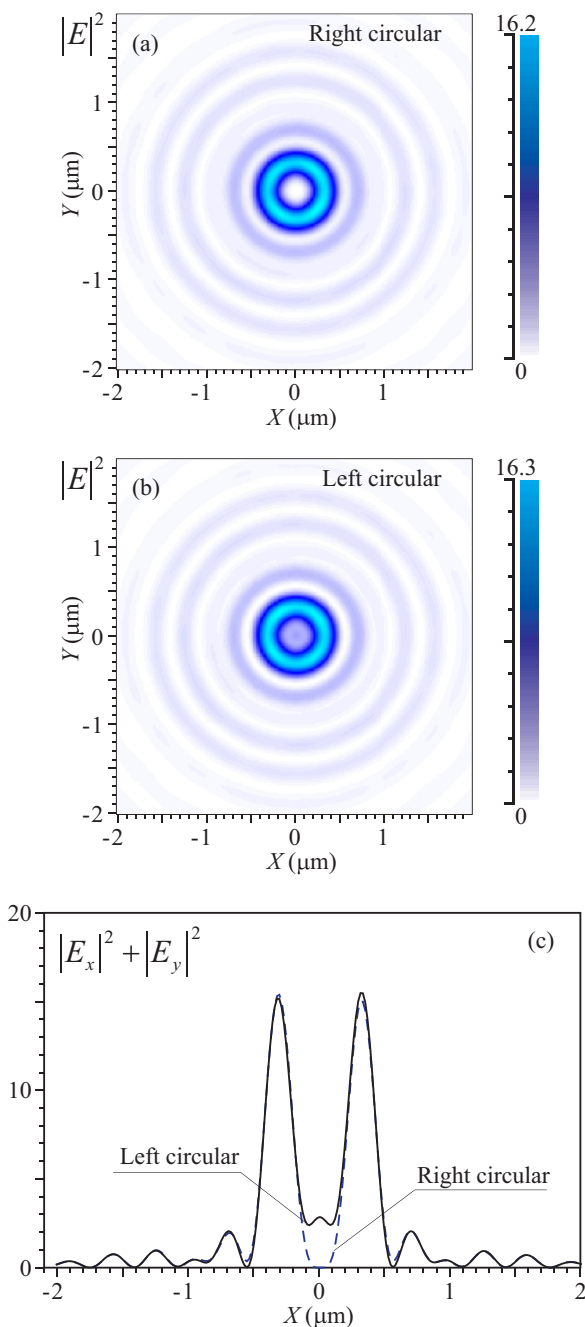 |E|² (a) Right circular 16.2
1
Y (μm)
0
-1
-2
0
-2 -1 0 1
X (μm)
|E|² (b) Left circular 16.3
1
Y (μm)
0
-1
-2
0
-2 -1 0 1
X (μm)
20
|Eₓ|² + |Eᵧ|² (c)
10
Left circular
Right circular
0
-2 -1 0 1 2
X (μm)